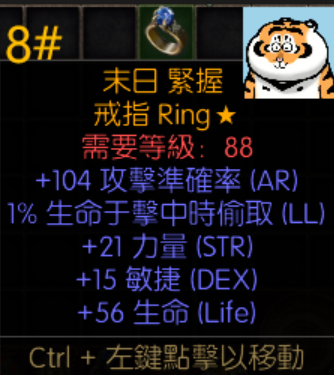 8#
末日 緊握
戒指 Ring★
需要等級: 88
+104 攻擊準確率 (AR)
1% 生命于擊中時偷取 (LL)
+21 力量 (STR)
+15 敏捷 (DEX)
+56 生命 (Life)
Ctrl + 左鍵點擊以移動